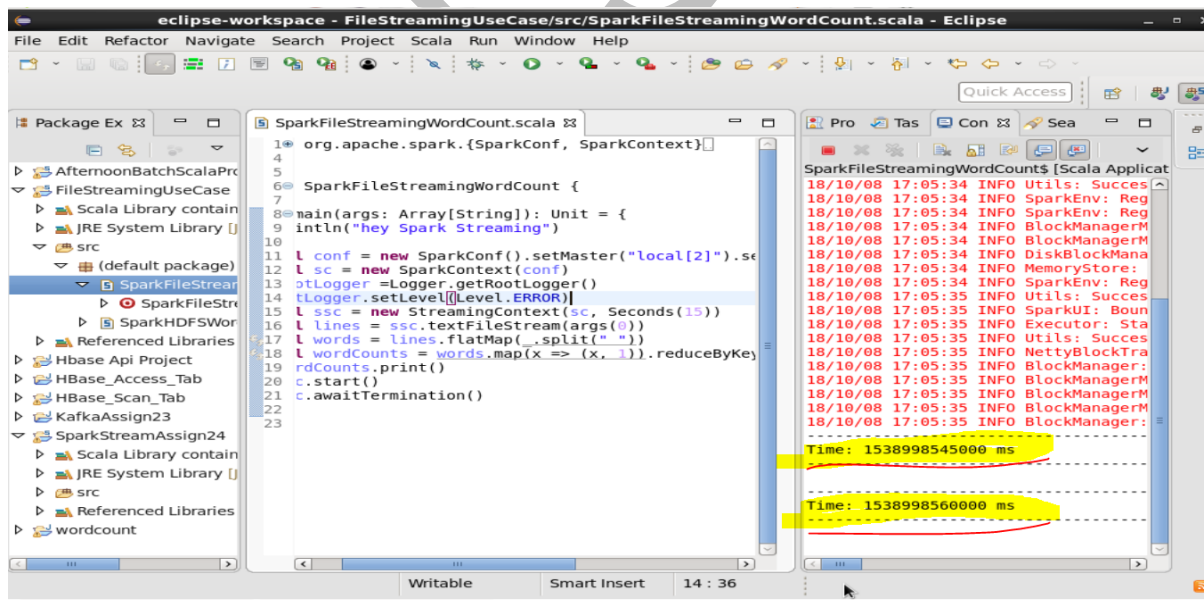 eclipse-workspace - FileStreamingUseCase/src/SparkFileStreamingWordCount.scala - Eclipse
File Edit Refactor Navigate Search Project Scala Run Window Help
Quick Access
Package Ex
AfternoonBatchScalaPro
FileStreamingUseCase
Scala Library contain
JRE System Library [J
src
(default package)
SparkFileStrear
SparkFileStre
SparkHDFSWor
Referenced Libraries
Hbase Api Project
HBase_Access_Tab
HBase_Scan_Tab
KafkaAssign23
SparkStreamAssign24
Scala Library contain
JRE System Library [J
src
Referenced Libraries
wordcount
SparkFileStreamingWordCount.scala
1 org.apache.spark.{SparkConf, SparkContext}
4
5
6 SparkFileStreamingWordCount {
7
8 main(args: Array[String]): Unit = {
9 intln("hey Spark Streaming")
10
11 l conf = new SparkConf().setMaster("local[2]").se
12 l sc = new SparkContext(conf)
13 otLogger =Logger.getRootLogger()
14 tLogger.setLevel(Level.ERROR)
15 l ssc = new StreamingContext(sc, Seconds(15))
16 l lines = ssc.textFileStream(args(0))
17 l words = lines.flatMap(_.split(" "))
18 l wordCounts = words.map(x => (x, 1)).reduceByKey
19 rdCounts.print()
20 c.start()
21 c.awaitTermination()
22
23
Pro Tas Con Sea
SparkFileStreamingWordCount$ [Scala Applicat
18/10/08 17:05:34 INFO Utils: Succes
18/10/08 17:05:34 INFO SparkEnv: Reg
18/10/08 17:05:34 INFO SparkEnv: Reg
18/10/08 17:05:34 INFO BlockManagerM
18/10/08 17:05:34 INFO BlockManagerM
18/10/08 17:05:34 INFO DiskBlockMana
18/10/08 17:05:34 INFO MemoryStore:
18/10/08 17:05:34 INFO SparkEnv: Reg
18/10/08 17:05:35 INFO Utils: Succes
18/10/08 17:05:35 INFO SparkUI: Boun
18/10/08 17:05:35 INFO Executor: Sta
18/10/08 17:05:35 INFO Utils: Succes
18/10/08 17:05:35 INFO NettyBlockTra
18/10/08 17:05:35 INFO BlockManager:
18/10/08 17:05:35 INFO BlockManagerM
18/10/08 17:05:35 INFO BlockManagerM
18/10/08 17:05:35 INFO BlockManagerM
18/10/08 17:05:35 INFO BlockManager:
-------------------------------------------
Time: 1538998545000 ms
-------------------------------------------
-------------------------------------------
Time: 1538998560000 ms
-------------------------------------------
Writable Smart Insert 14 : 36